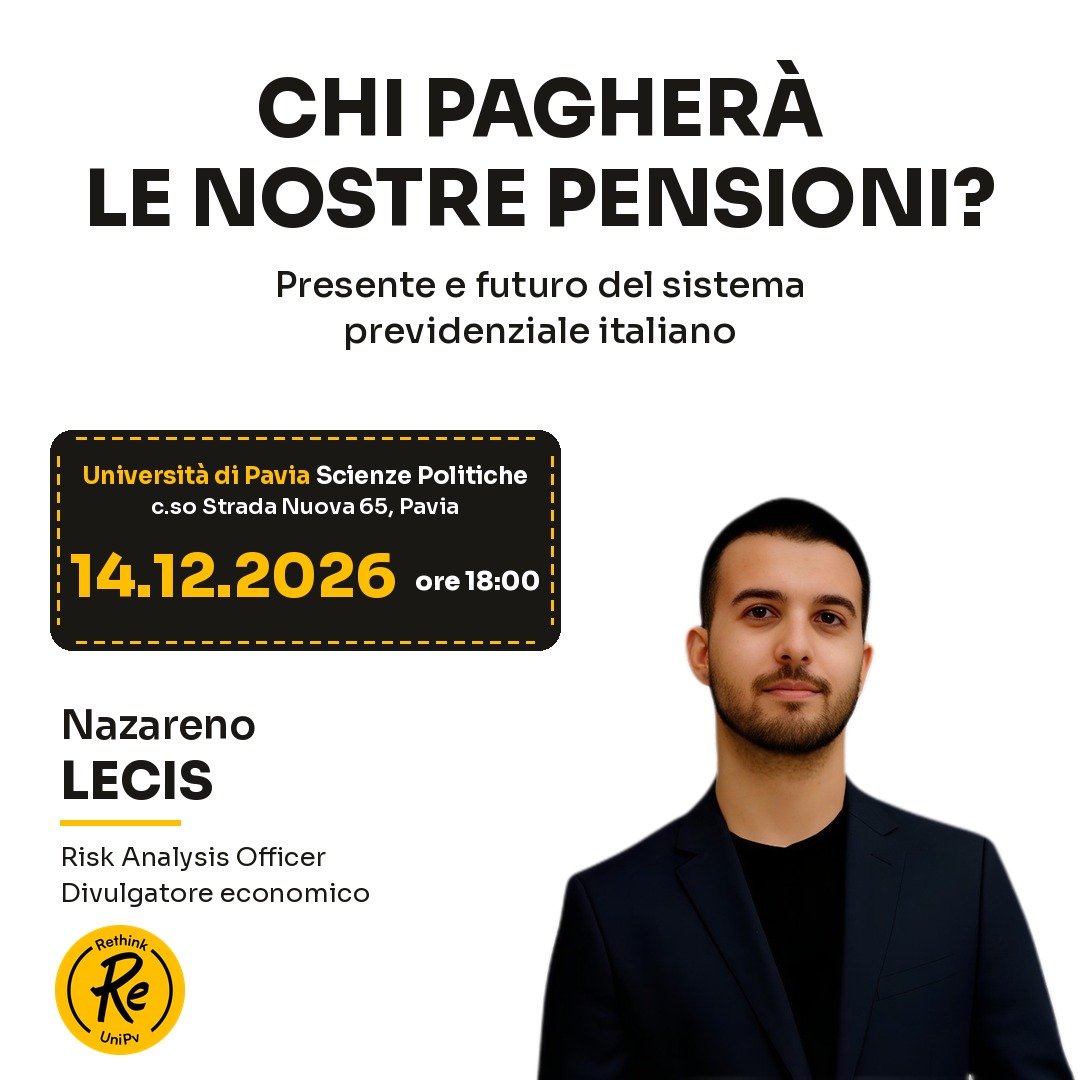 CHI PAGHERÀ
LE NOSTRE PENSIONI?
Presente e futuro del sistema
previdenziale italiano
Università di Pavia Scienze Politiche
c.so Strada Nuova 65, Pavia
14.12.2026 ore 18:00
Nazareno
LECIS
Risk Analysis Officer
Divulgatore economico
Rethink
Re
UniPv